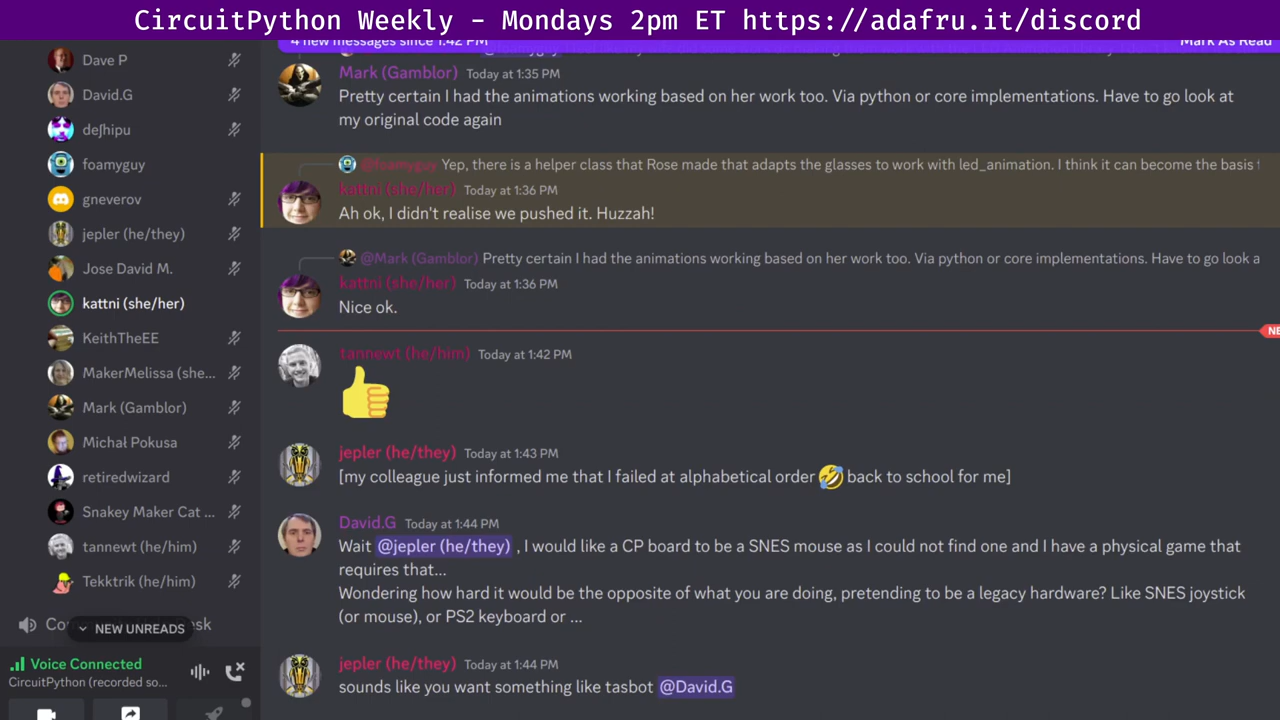 CircuitPython Weekly - Mondays 2pm ET https://adafru.it/discord
Dave P
David.G
deʃhipu
foamyguy
gneverov
jepler (he/they)
Jose David M.
kattni (she/her)
KeithTheEE
MakerMelissa (she...
Mark (Gamblor)
Michał Pokusa
retiredwizard
Snakey Maker Cat ...
tannewt (he/him)
Tekktrik (he/him)
NEW UNREADS
Voice Connected
CircuitPython (recorded so...
4 new messages since 1:42 PM
Mark As Read
Mark (Gamblor) Today at 1:35 PM
Pretty certain I had the animations working based on her work too. Via python or core implementations. Have to go look at
my original code again
@foamyguy Yep, there is a helper class that Rose made that adapts the glasses to work with led_animation. I think it can become the basis
kattni (she/her) Today at 1:36 PM
Ah ok, I didn't realise we pushed it. Huzzah!
@Mark (Gamblor) Pretty certain I had the animations working based on her work too. Via python or core implementations. Have to go look a
kattni (she/her) Today at 1:36 PM
Nice ok.
NE
tannewt (he/him) Today at 1:42 PM
jepler (he/they) Today at 1:43 PM
[my colleague just informed me that I failed at alphabetical order 🤣 back to school for me]
David.G Today at 1:44 PM
Wait @jepler (he/they) , I would like a CP board to be a SNES mouse as I could not find one and I have a physical game that
requires that...
Wondering how hard it would be the opposite of what you are doing, pretending to be a legacy hardware? Like SNES joystick
(or mouse), or PS2 keyboard or ...
jepler (he/they) Today at 1:44 PM
sounds like you want something like tasbot @David.G